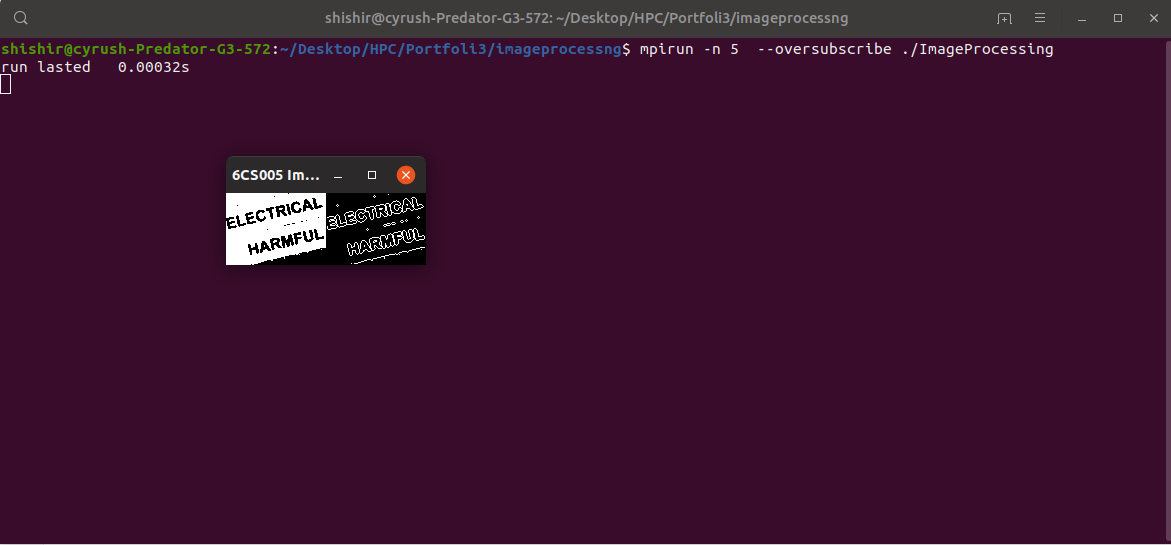 shishir@cyrush-Predator-G3-572: ~/Desktop/HPC/Portfoli3/imageprocessng
shishir@cyrush-Predator-G3-572:~/Desktop/HPC/Portfoli3/imageprocessng$ mpirun -n 5  --oversubscribe ./ImageProcessing
run lasted   0.00032s
6CS005 Im...
ELECTRICAL ELECTRICAL
HARMFUL HARMFUL